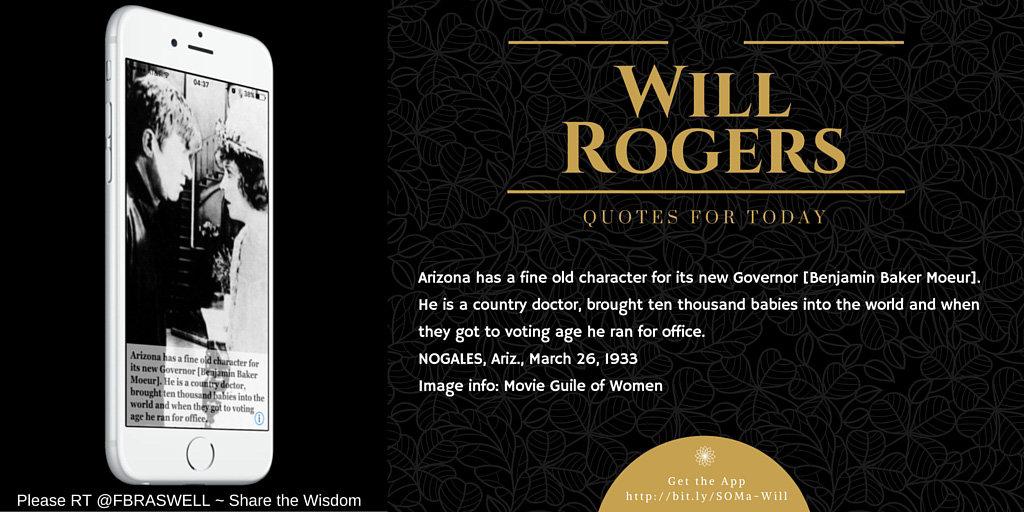 04:37
38%
Arizona has a fine old character for
its new Governor [Benjamin Baker
Moeur]. He is a country doctor,
brought ten thousand babies into the
world and when they got to voting
age he ran for office.
Please RT @FBRASWELL ~ Share the Wisdom
WILL
ROGERS
QUOTES FOR TODAY
Arizona has a fine old character for its new Governor [Benjamin Baker Moeur].
He is a country doctor, brought ten thousand babies into the world and when
they got to voting age he ran for office.
NOGALES, Ariz., March 26, 1933
Image info: Movie Guile of Women
Get the App
http://bit.ly/SOMa-Will